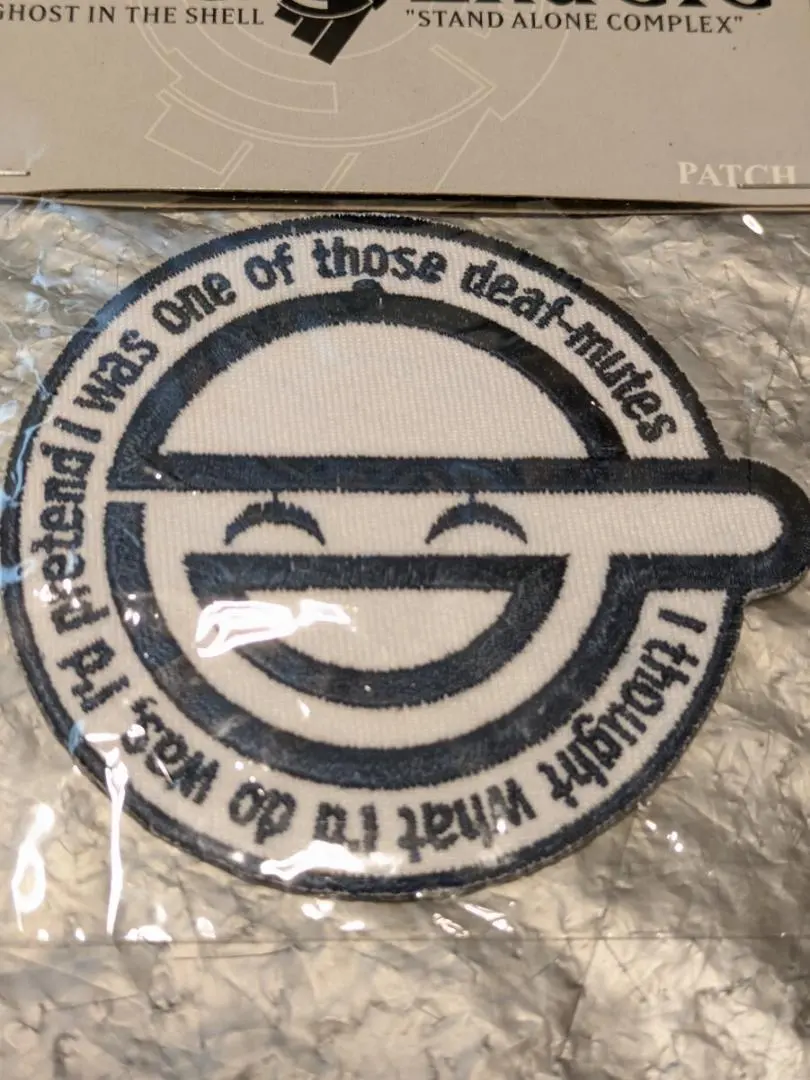 GHOST IN THE SHELL
"STAND ALONE COMPLEX"
PATCH
I thought what I'd do was, I'd pretend I was one of those deaf-mutes